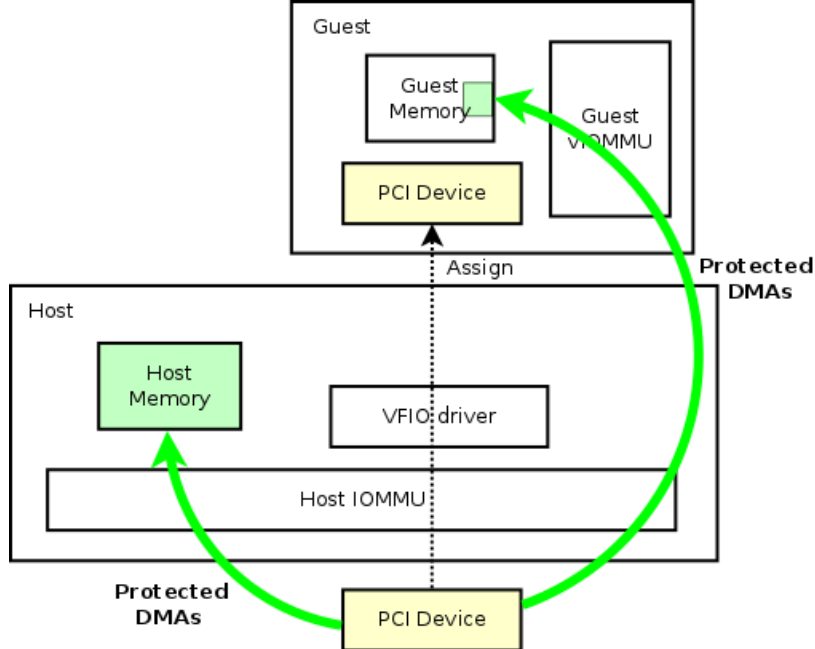 Guest
Guest
Memory
Guest
vIOMMU
PCI Device
Assign
Protected
DMAs
Host
Host
Memory
VFIO driver
Host IOMMU
Protected
DMAs
PCI Device